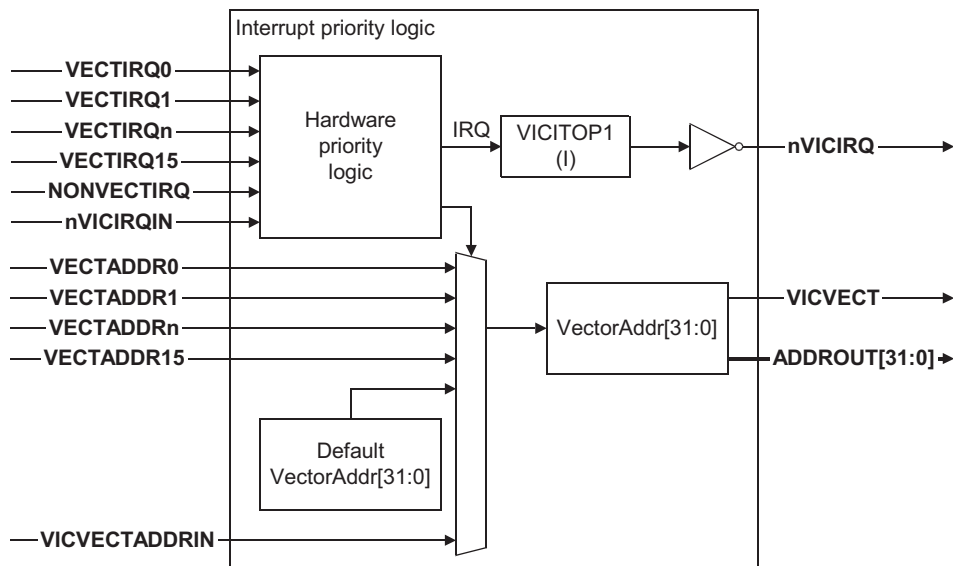 Interrupt priority logic
VECTIRQ0
VECTIRQ1
VECTIRQn
VECTIRQ15
NONVECTIRQ
nVICIRQIN
Hardware
priority
logic
IRQ
VICITOP1
(I)
nVICIRQ
VECTADDR0
VECTADDR1
VECTADDRn
VECTADDR15
VectorAddr[31:0]
VICVECT
ADDROUT[31:0]
Default
VectorAddr[31:0]
VICVECTADDRIN